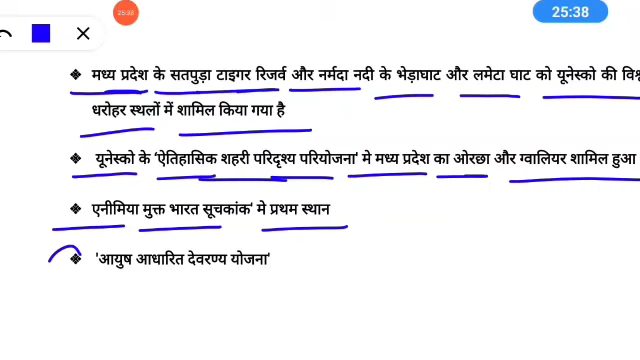 25:38
25:38
❖ मध्य प्रदेश के सतपुड़ा टाइगर रिजर्व और नर्मदा नदी के भेड़ाघाट और लमेटा घाट को यूनेस्को की
धरोहर स्थलों में शामिल किया गया है
❖ यूनेस्को के 'ऐतिहासिक शहरी परिदृश्य परियोजना' मे मध्य प्रदेश का ओरछा और ग्वालियर शामिल हुआ
❖ एनीमिया मुक्त भारत सूचकांक' मे प्रथम स्थान
❖ 'आयुष आधारित देवरण्य योजना'